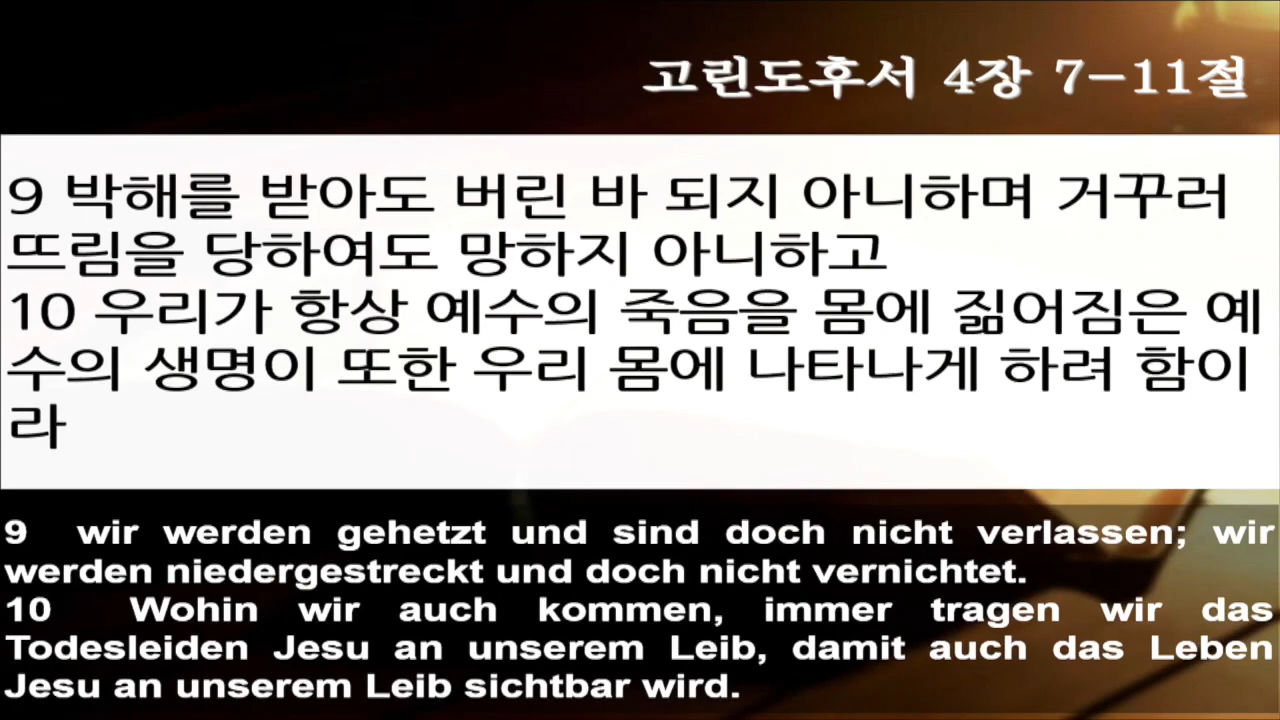 고린도후서 4장 7-11절
9 박해를 받아도 버린 바 되지 아니하며 거꾸러
뜨림을 당하여도 망하지 아니하고
10 우리가 항상 예수의 죽음을 몸에 짊어짐은 예
수의 생명이 또한 우리 몸에 나타나게 하려 함이
라
9 wir werden gehetzt und sind doch nicht verlassen; wir
werden niedergestreckt und doch nicht vernichtet.
10 Wohin wir auch kommen, immer tragen wir das
Todesleiden Jesu an unserem Leib, damit auch das Leben
Jesu an unserem Leib sichtbar wird.